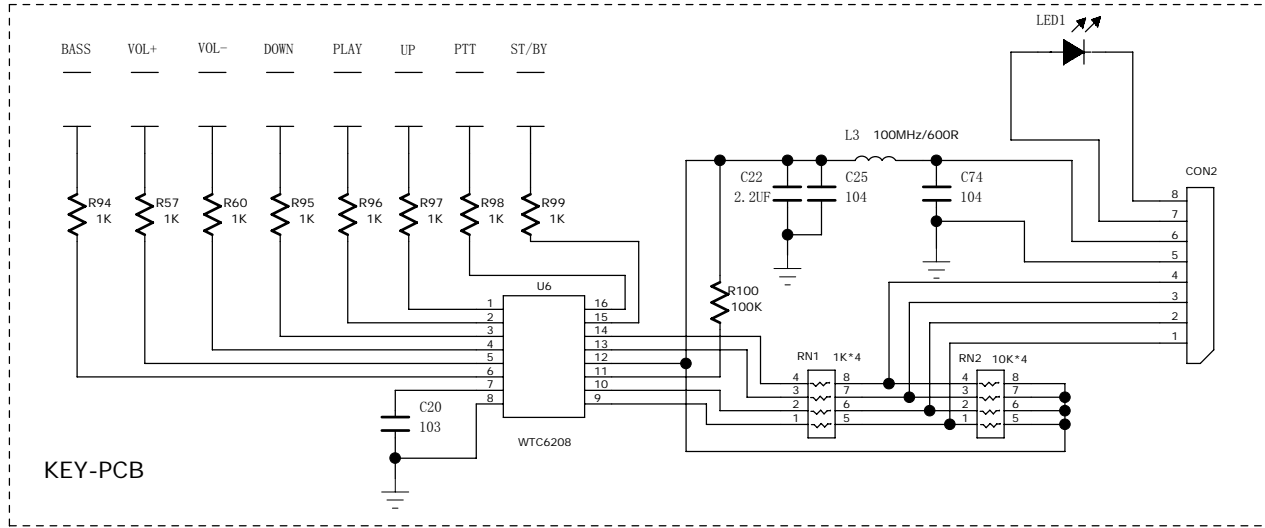 LED1
BASS VOL+ VOL- DOWN PLAY UP PTT ST/BY
L3 100MHz/600R
C22
2.2UF
C25
104
C74
104
CON2
R94
1K
R57
1K
R60
1K
R95
1K
R96
1K
R97
1K
R98
1K
R99
1K
8
7
6
5
4
3
2
1
R100
100K
U6
1
2
3
4
5
6
7
8
16
15
14
13
12
11
10
9
WTC6208
C20
103
RN1 1K*4
4
3
2
1
8
7
6
5
RN2 10K*4
4
3
2
1
8
7
6
5
KEY-PCB